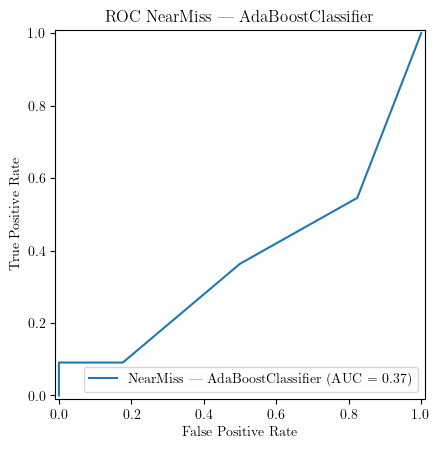 ROC NearMiss — AdaBoostClassifier
True Positive Rate
1.0
0.8
0.6
0.4
0.2
0.0
NearMiss — AdaBoostClassifier (AUC = 0.37)
0.0 0.2 0.4 0.6 0.8 1.0
False Positive Rate